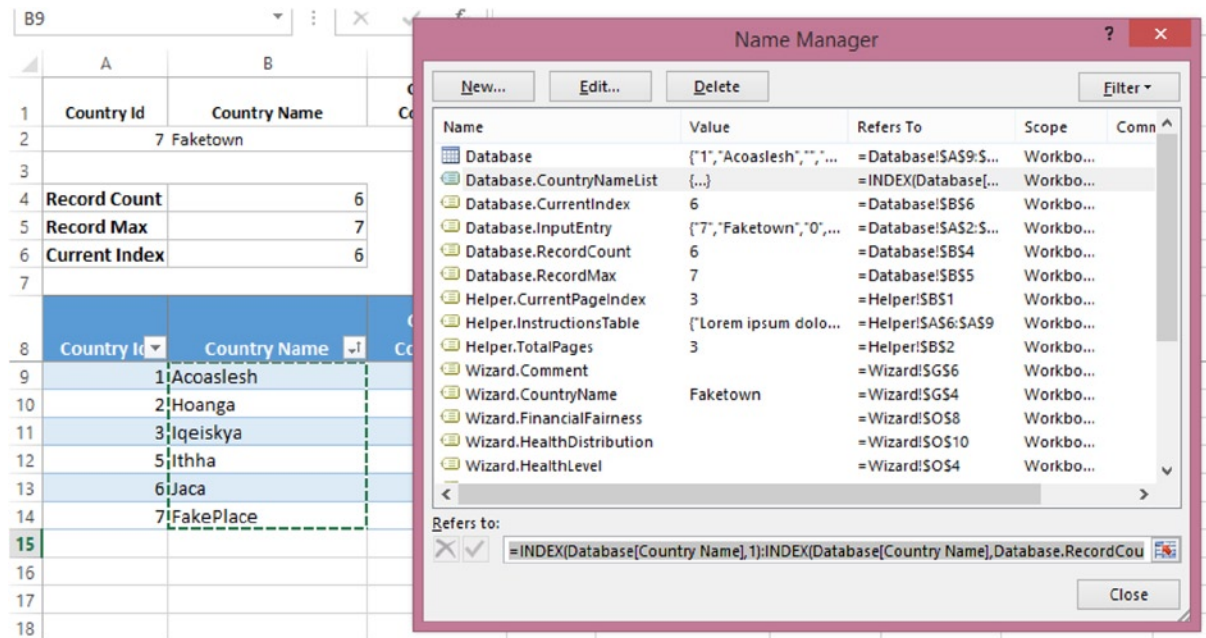 B9
Name Manager
?
A B
New... Edit... Delete Filter
1 Country Id Country Name
2 7 Faketown
3
4 Record Count 6
5 Record Max 7
6 Current Index 6
7
8 Country Country Name
9 1 Acoaslesh
10 2 Hoanga
11 3 Iqeiskya
12 5 Ithha
13 6 Jaca
14 7 FakePlace
15
16
17
18
Name Value Refers To Scope Comm
Database {"1","Acoaslesh","","... =Database!$A$9:$... Workbo...
Database.CountryNameList {...} =INDEX(Database[... Workbo...
Database.CurrentIndex 6 =Database!$B$6 Workbo...
Database.InputEntry {"7","Faketown","0",... =Database!$A$2:$... Workbo...
Database.RecordCount 6 =Database!$B$4 Workbo...
Database.RecordMax 7 =Database!$B$5 Workbo...
Helper.CurrentPageIndex 3 =Helper!$B$1 Workbo...
Helper.InstructionsTable {"Lorem ipsum dolo... =Helper!$A$6:$A$9 Workbo...
Helper.TotalPages 3 =Helper!$B$2 Workbo...
Wizard.Comment =Wizard!$G$6 Workbo...
Wizard.CountryName Faketown =Wizard!$G$4 Workbo...
Wizard.FinancialFairness =Wizard!$O$8 Workbo...
Wizard.HealthDistribution =Wizard!$O$10 Workbo...
Wizard.HealthLevel =Wizard!$O$4 Workbo...
Refers to:
=INDEX(Database[Country Name],1):INDEX(Database[Country Name],Database.RecordCou
Close